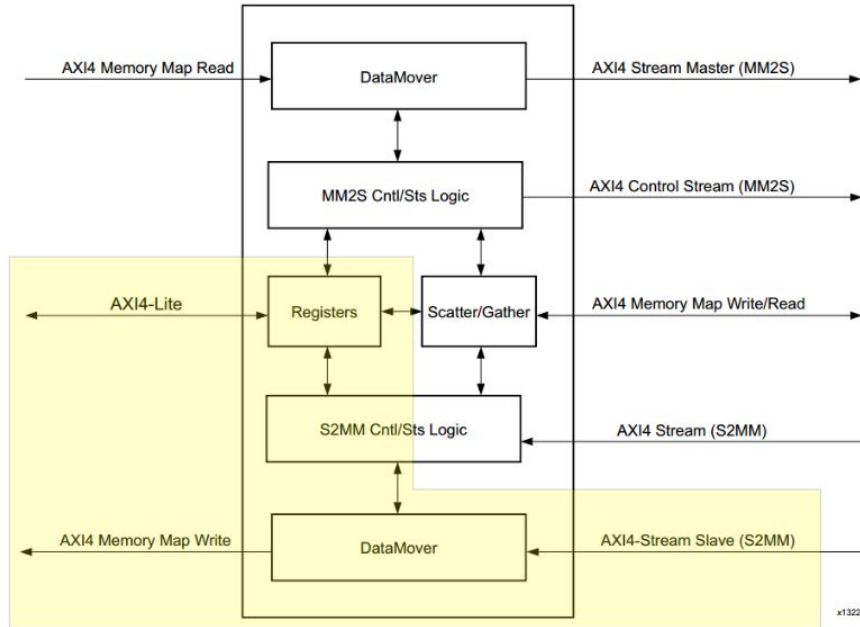 AXI4 Memory Map Read
DataMover
AXI4 Stream Master (MM2S)
MM2S Cntl/Sts Logic
AXI4 Control Stream (MM2S)
AXI4-Lite
Registers
Scatter/Gather
AXI4 Memory Map Write/Read
S2MM Cntl/Sts Logic
AXI4 Stream (S2MM)
AXI4 Memory Map Write
DataMover
AXI4-Stream Slave (S2MM)
x1322